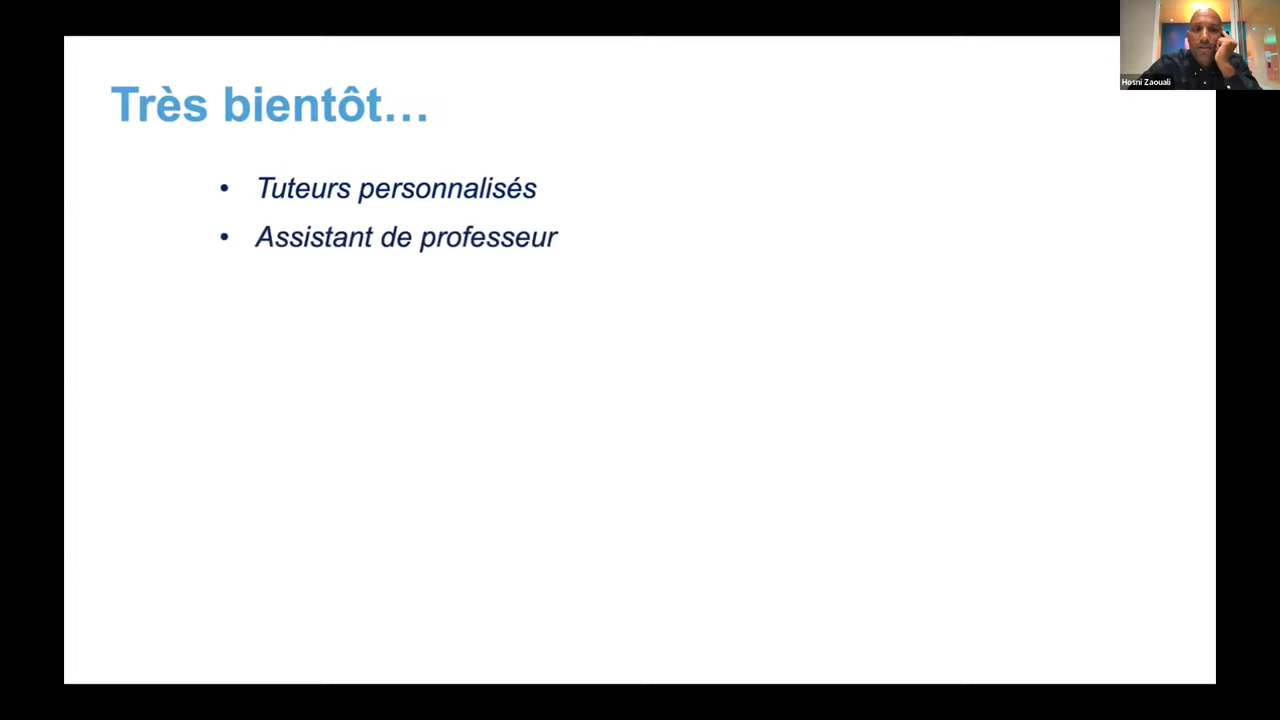 Très bientôt…
• Tuteurs personnalisés
• Assistant de professeur
Hosni Zaouali